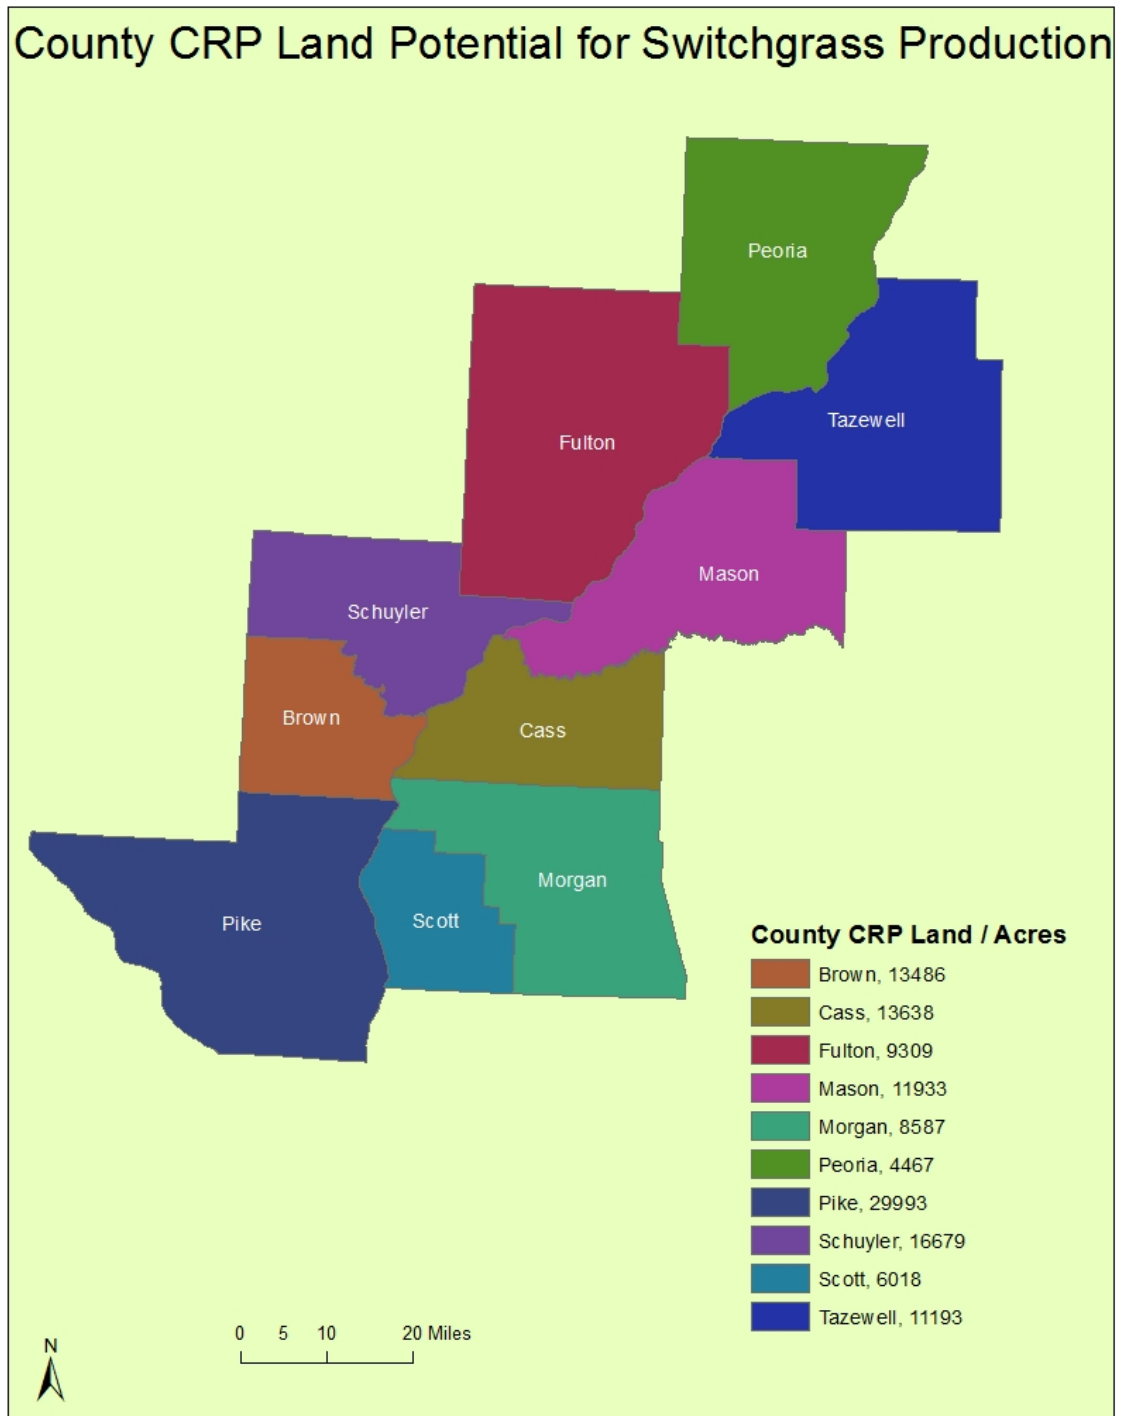 County CRP Land Potential for Switchgrass Production
Peoria
Tazewell
Fulton
Mason
Schuyler
Brown
Cass
Morgan
Scott
Pike
County CRP Land / Acres
Brown, 13486
Cass, 13638
Fulton, 9309
Mason, 11933
Morgan, 8587
Peoria, 4467
Pike, 29993
Schuyler, 16679
Scott, 6018
Tazewell, 11193
0 5 10 20 Miles
N